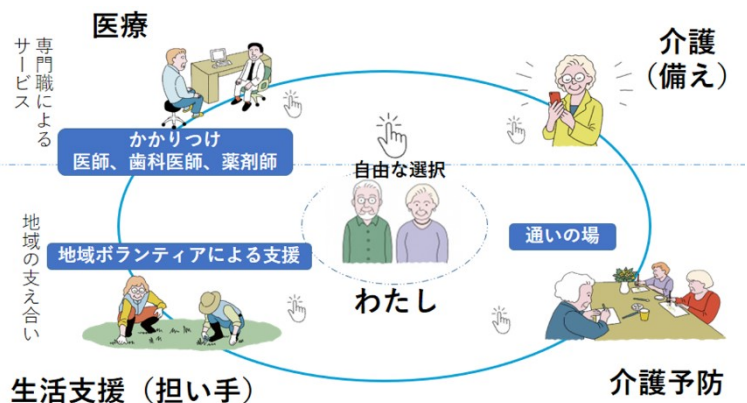 医療
専門職による
サービス
介護
（備え）
かかりつけ
医師、歯科医師、薬剤師
自由な選択
わたし
通いの場
地域の支え合い
地域ボランティアによる支援
生活支援（担い手）
介護予防